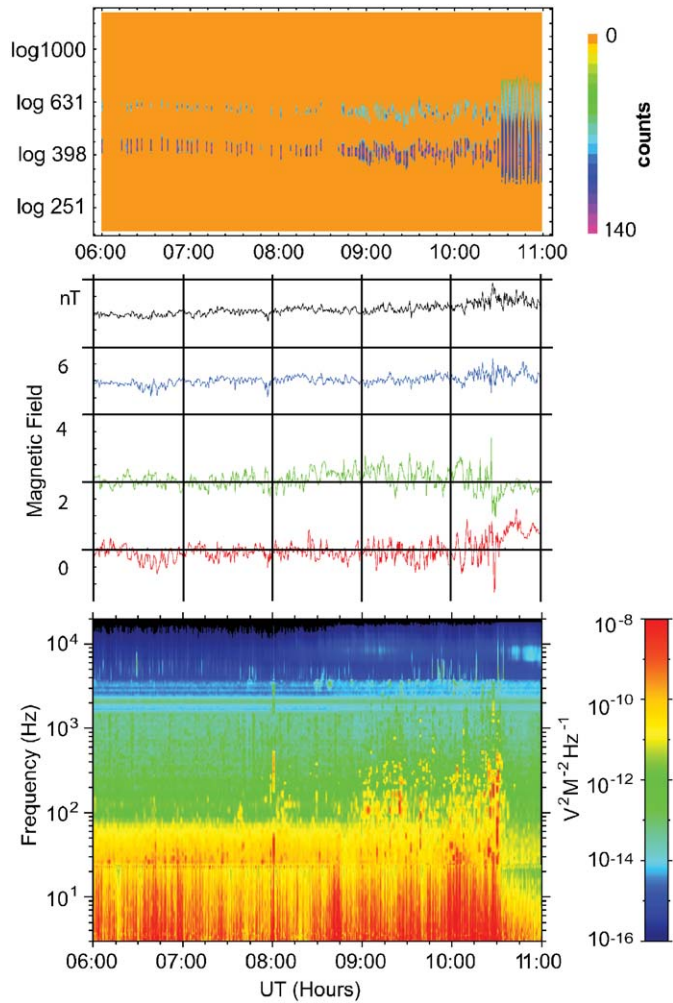 log1000
log 631
log 398
log 251
06:00 07:00 08:00 09:00 10:00 11:00
0
140
counts
nT
6
4
2
0
Magnetic Field
10⁴
10³
10²
10¹
Frequency (Hz)
06:00 07:00 08:00 09:00 10:00 11:00
UT (Hours)
10⁻⁸
10⁻¹⁰
10⁻¹²
10⁻¹⁴
10⁻¹⁶
V²M⁻²Hz⁻¹